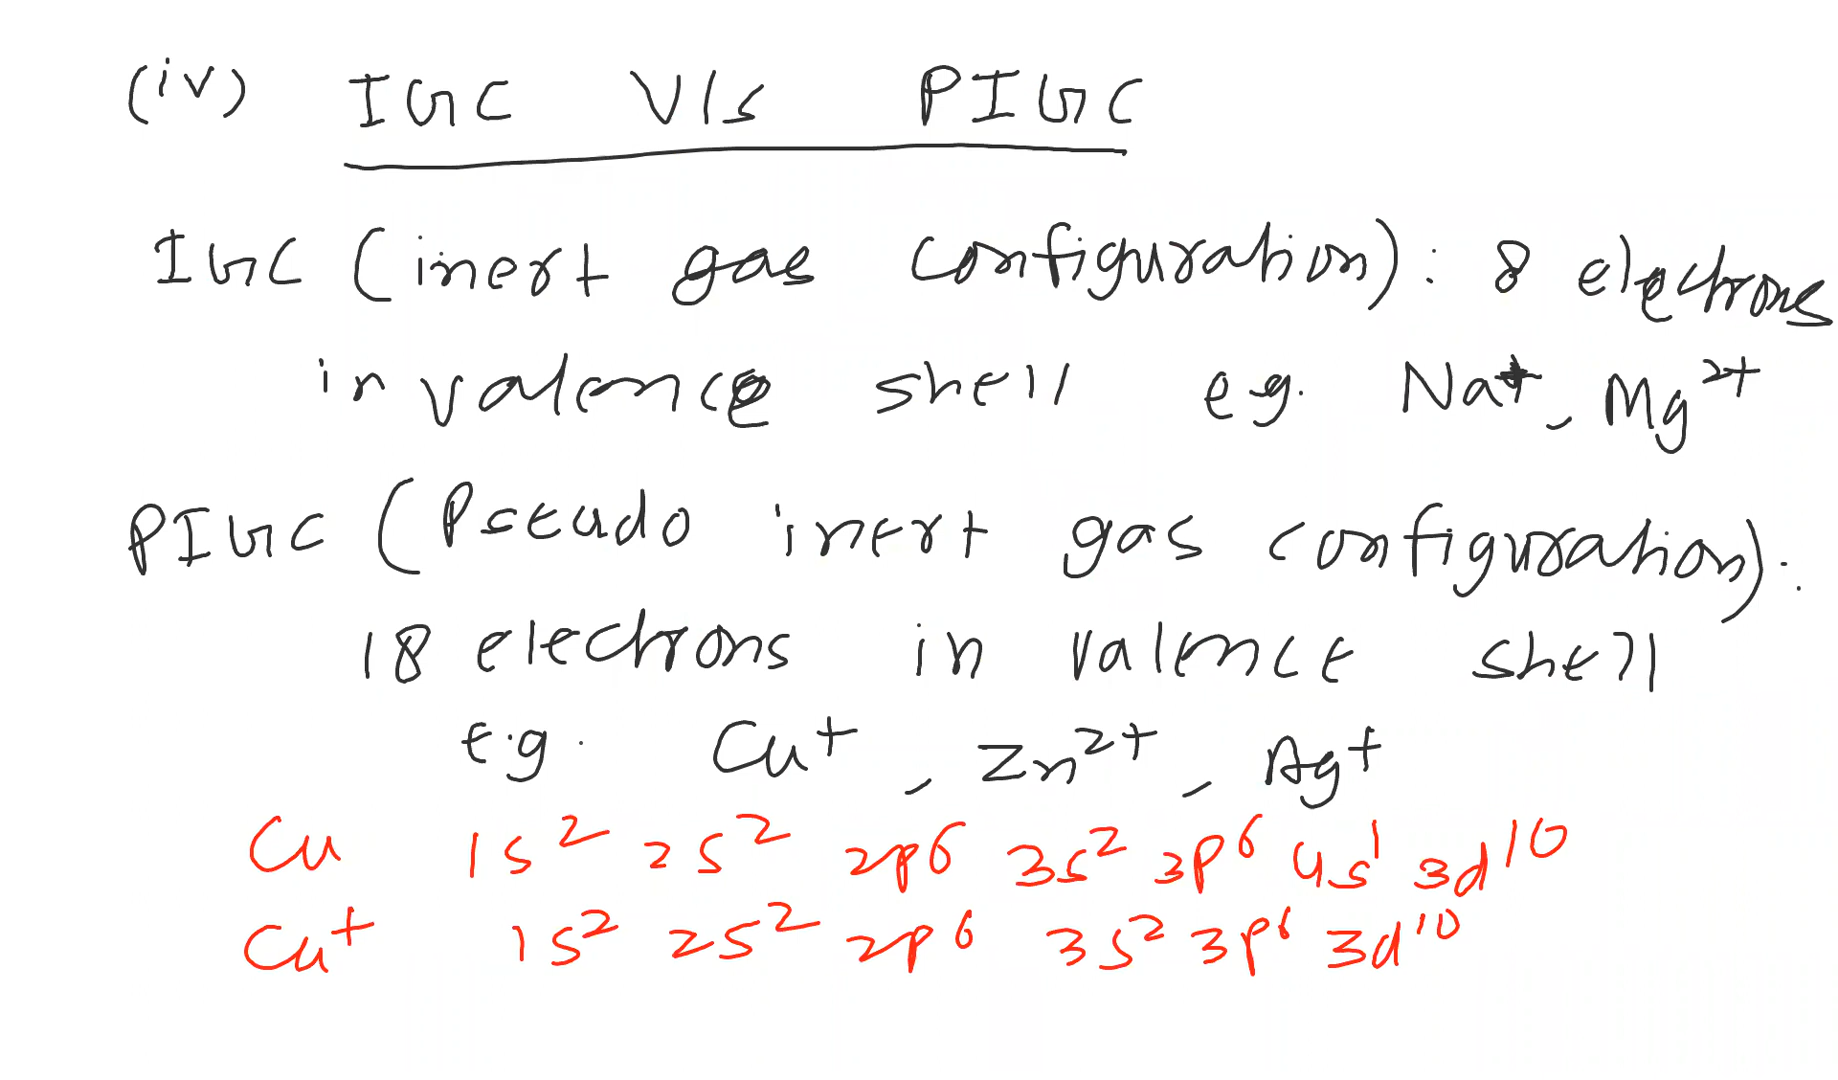 (iv) IGC V/s PIGC
IGC (inert gas configuration): 8 electrons
in valence shell eg. Na+, Mg2+
PIGC (Pseudo inert gas configuration):
18 electrons in valence shell
e.g. Cu+, Zn2+, Ag+
Cu 1s2 2s2 2p6 3s2 3p6 4s1 3d10
Cu+ 1s2 2s2 2p6 3s2 3p6 3d10